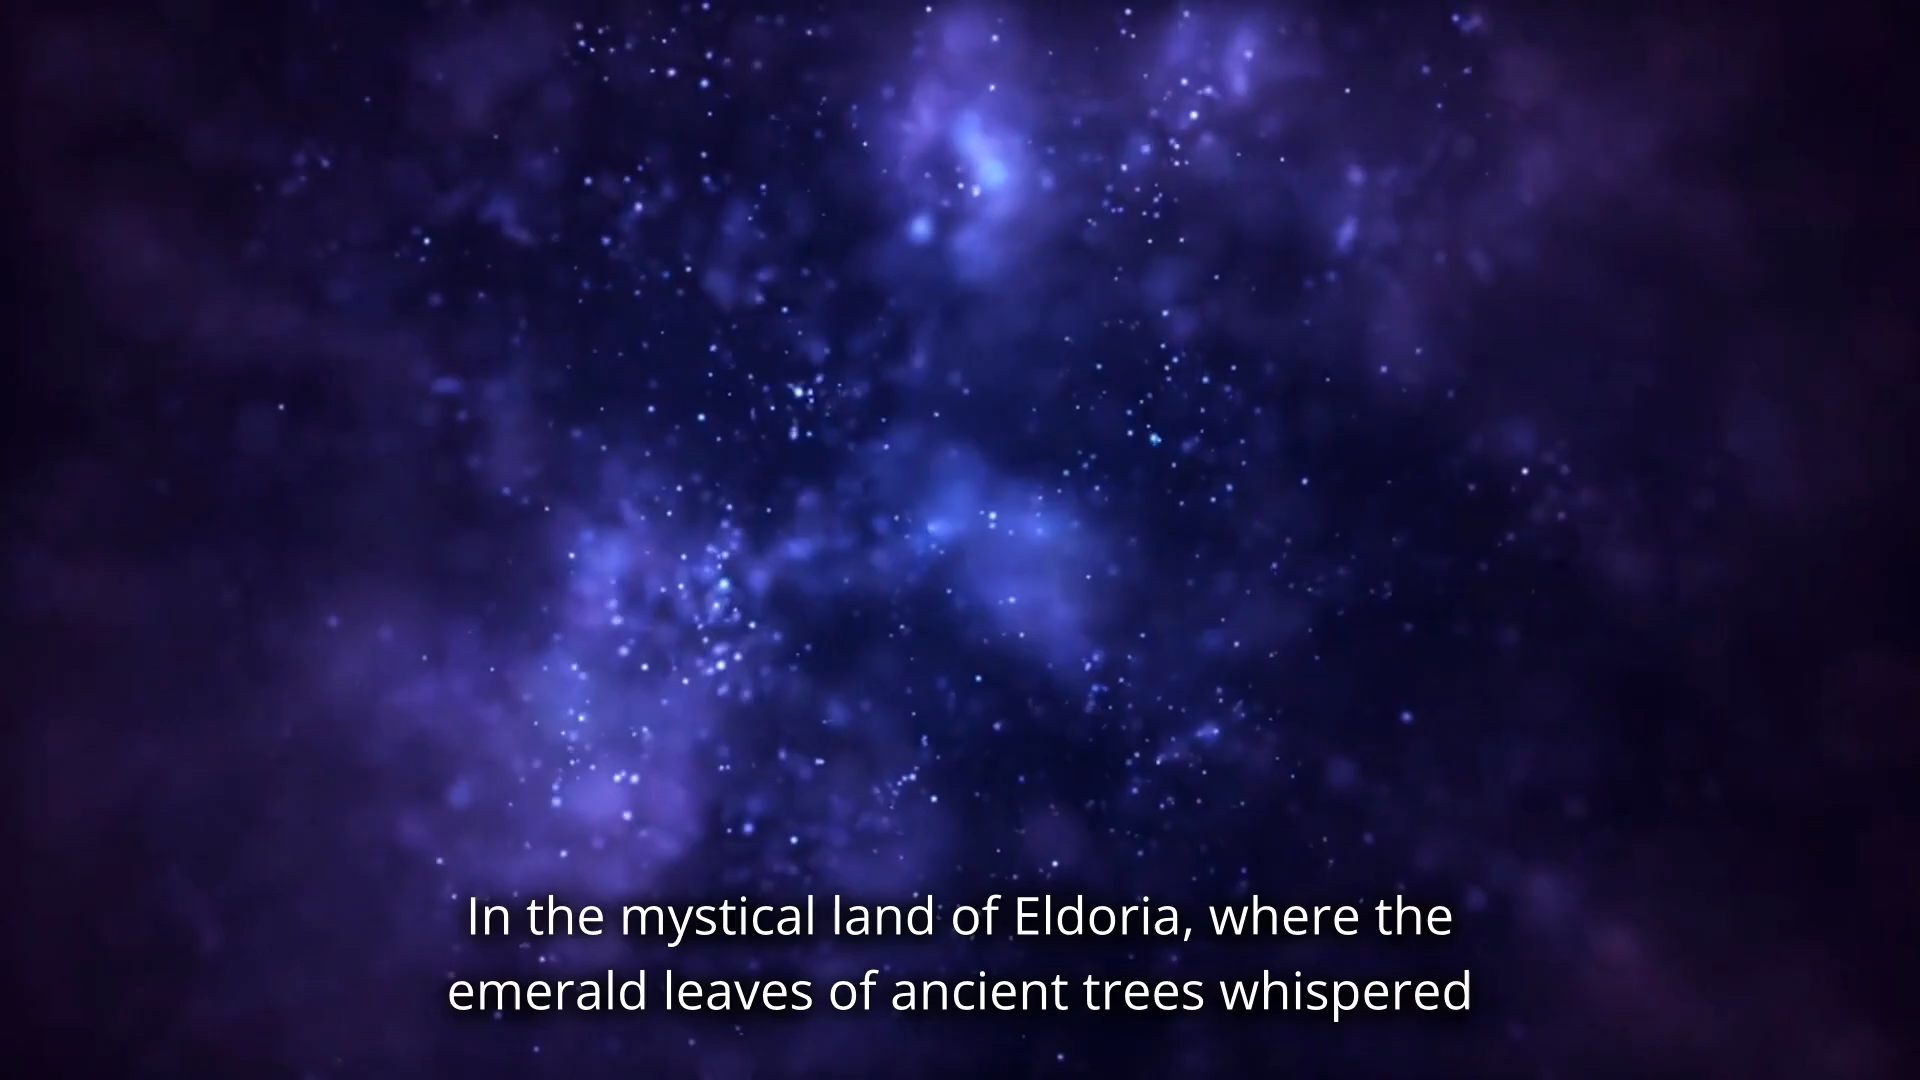 In the mystical land of Eldoria, where the
emerald leaves of ancient trees whispered